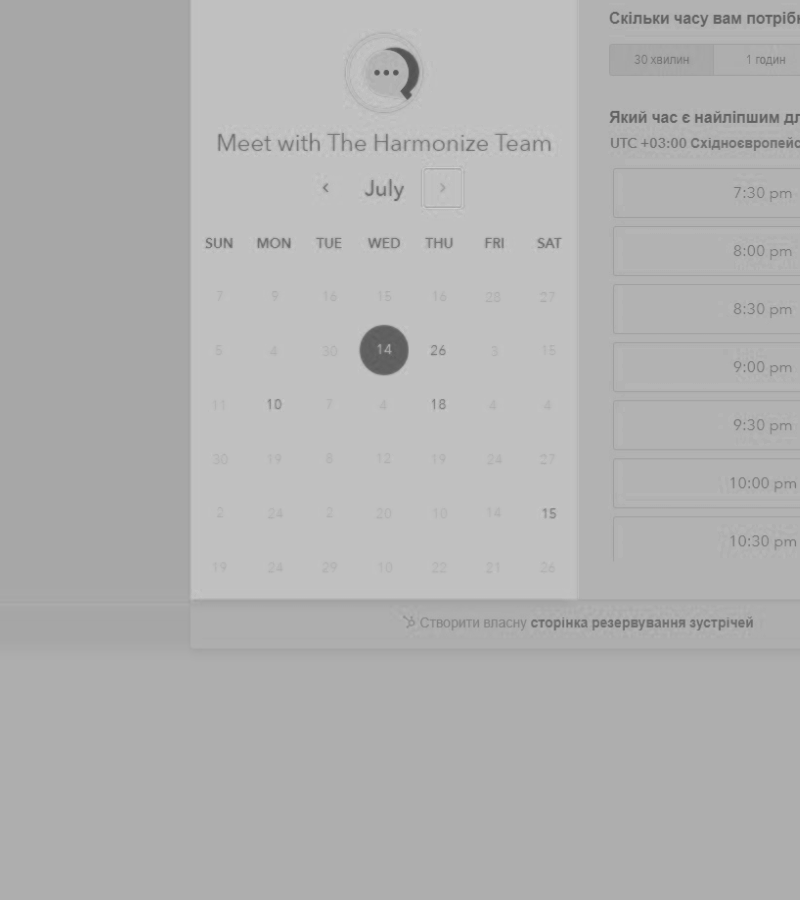 Meet with The Harmonize Team
‹ July ›
SUN MON TUE WED THU FRI SAT
7 9 16 15 16 28 27
5 4 30 14 26 3 15
11 10 7 4 18 4 4
30 19 8 12 19 24 27
2 24 2 20 10 14 15
19 24 29 10 22 21 26
Скільки часу вам
30 хвилин 1 годин
Який час є найліпшим
UTC +03:00
7:30 pm
8:00 pm
8:30 pm
9:00 pm
9:30 pm
10:00 pm
10:30 pm
Створити власну сторінка резервування зустрічей